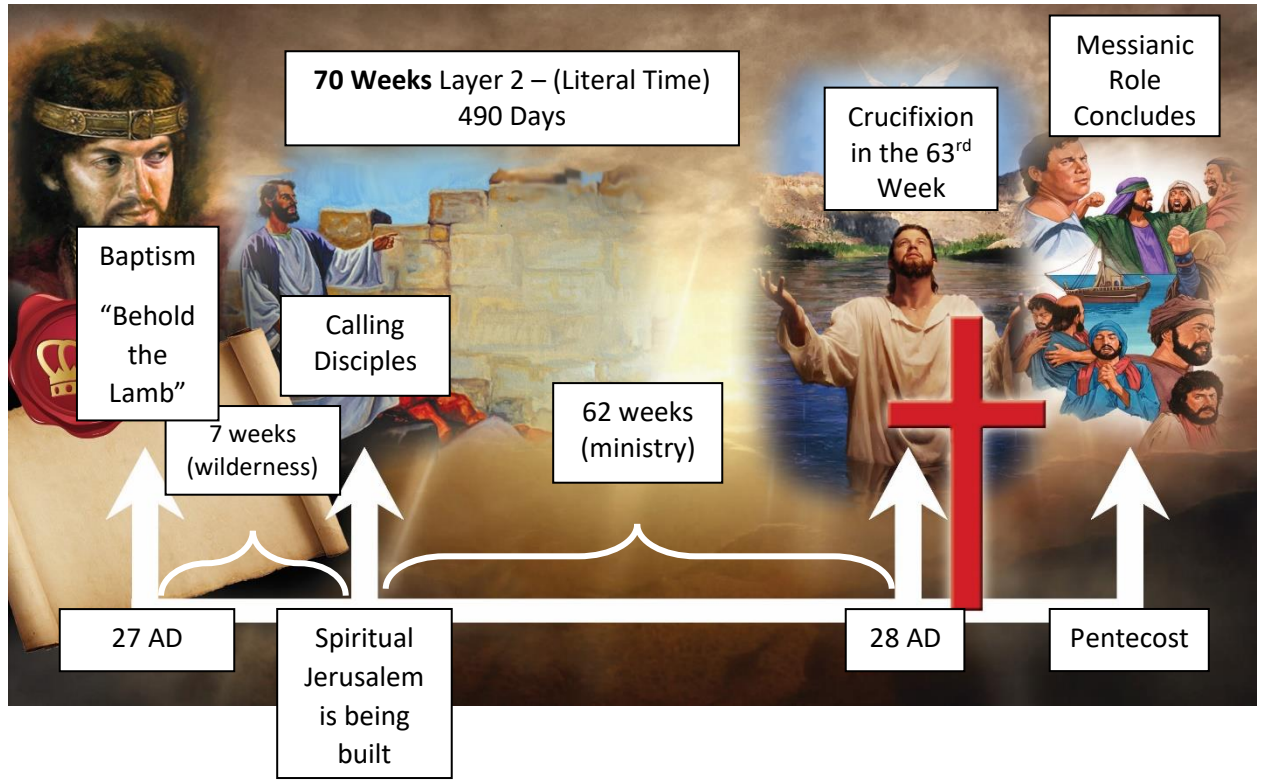 70 Weeks Layer 2 – (Literal Time)
490 Days
Messianic
Role
Concludes
Crucifixion
in the 63rd
Week
Baptism
“Behold
the
Lamb”
Calling
Disciples
7 weeks
(wilderness)
62 weeks
(ministry)
27 AD
Spiritual
Jerusalem
is being
built
28 AD
Pentecost